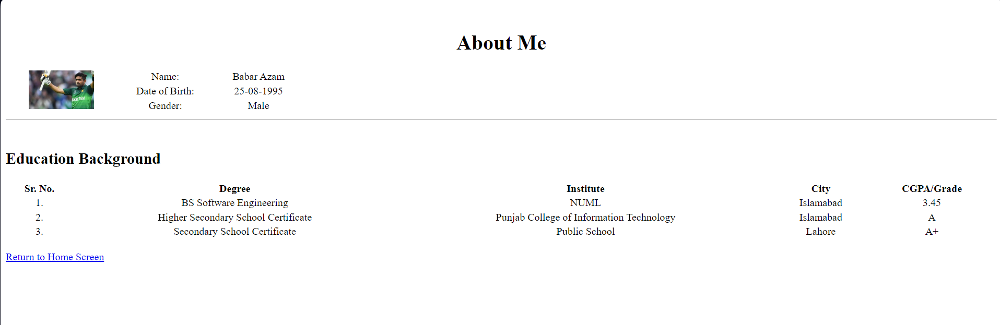 About Me
Name: Babar Azam
Date of Birth: 25-08-1995
Gender: Male
Education Background
Sr. No. Degree Institute City CGPA/Grade
1. BS Software Engineering NUML Islamabad 3.45
2. Higher Secondary School Certificate Punjab College of Information Technology Islamabad A
3. Secondary School Certificate Public School Lahore A+
Return to Home Screen